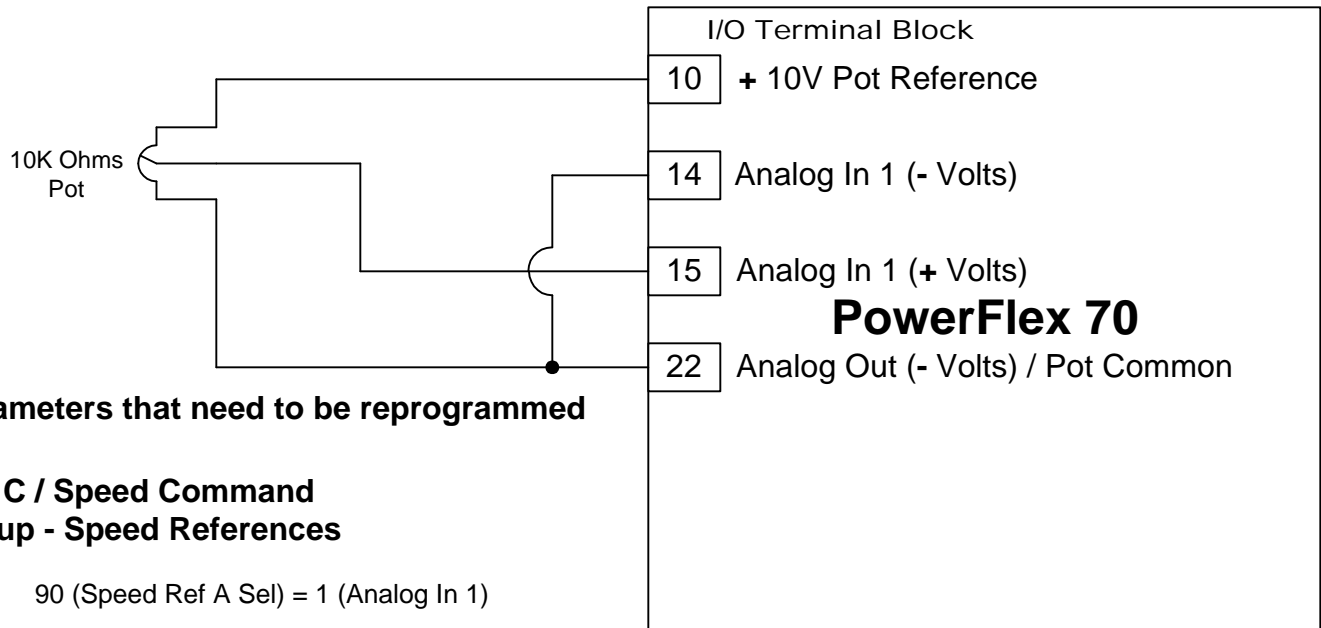 I/O Terminal Block
10 + 10V Pot Reference
10K Ohms
Pot
14 Analog In 1 (- Volts)
15 Analog In 1 (+ Volts)
PowerFlex 70
22 Analog Out (- Volts) / Pot Common
that need to be reprogrammed
C / Speed Command
- Speed References
90 (Speed Ref A Sel) = 1 (Analog In 1)